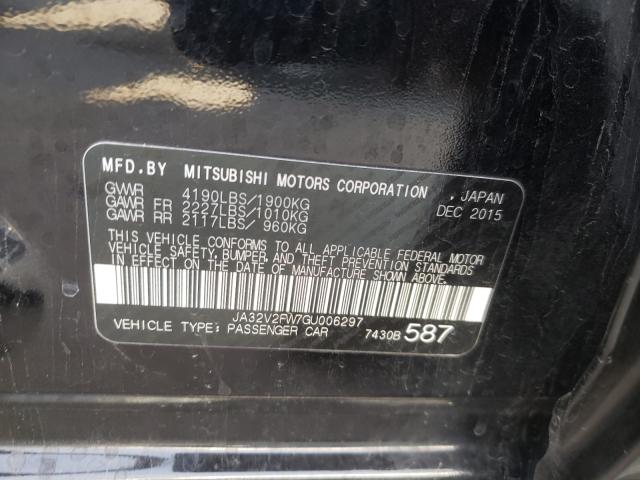 MFD.BY MITSUBISHI MOTORS CORPORATION , JAPAN
GVWR 4190LBS/1900KG DEC 2015
GAWR FR 2227LBS/1010KG
GAWR RR 2117LBS/ 960KG
THIS VEHICLE CONFORMS TO ALL APPLICABLE FEDERAL MOTOR
VEHICLE SAFETY, BUMPER, AND THEFT PREVENTION STANDARDS
IN EFFECT ON THE DATE OF MANUFACTURE SHOWN ABOVE.
JA32V2FW7GU006297
VEHICLE TYPE: PASSENGER CAR 7430B 587